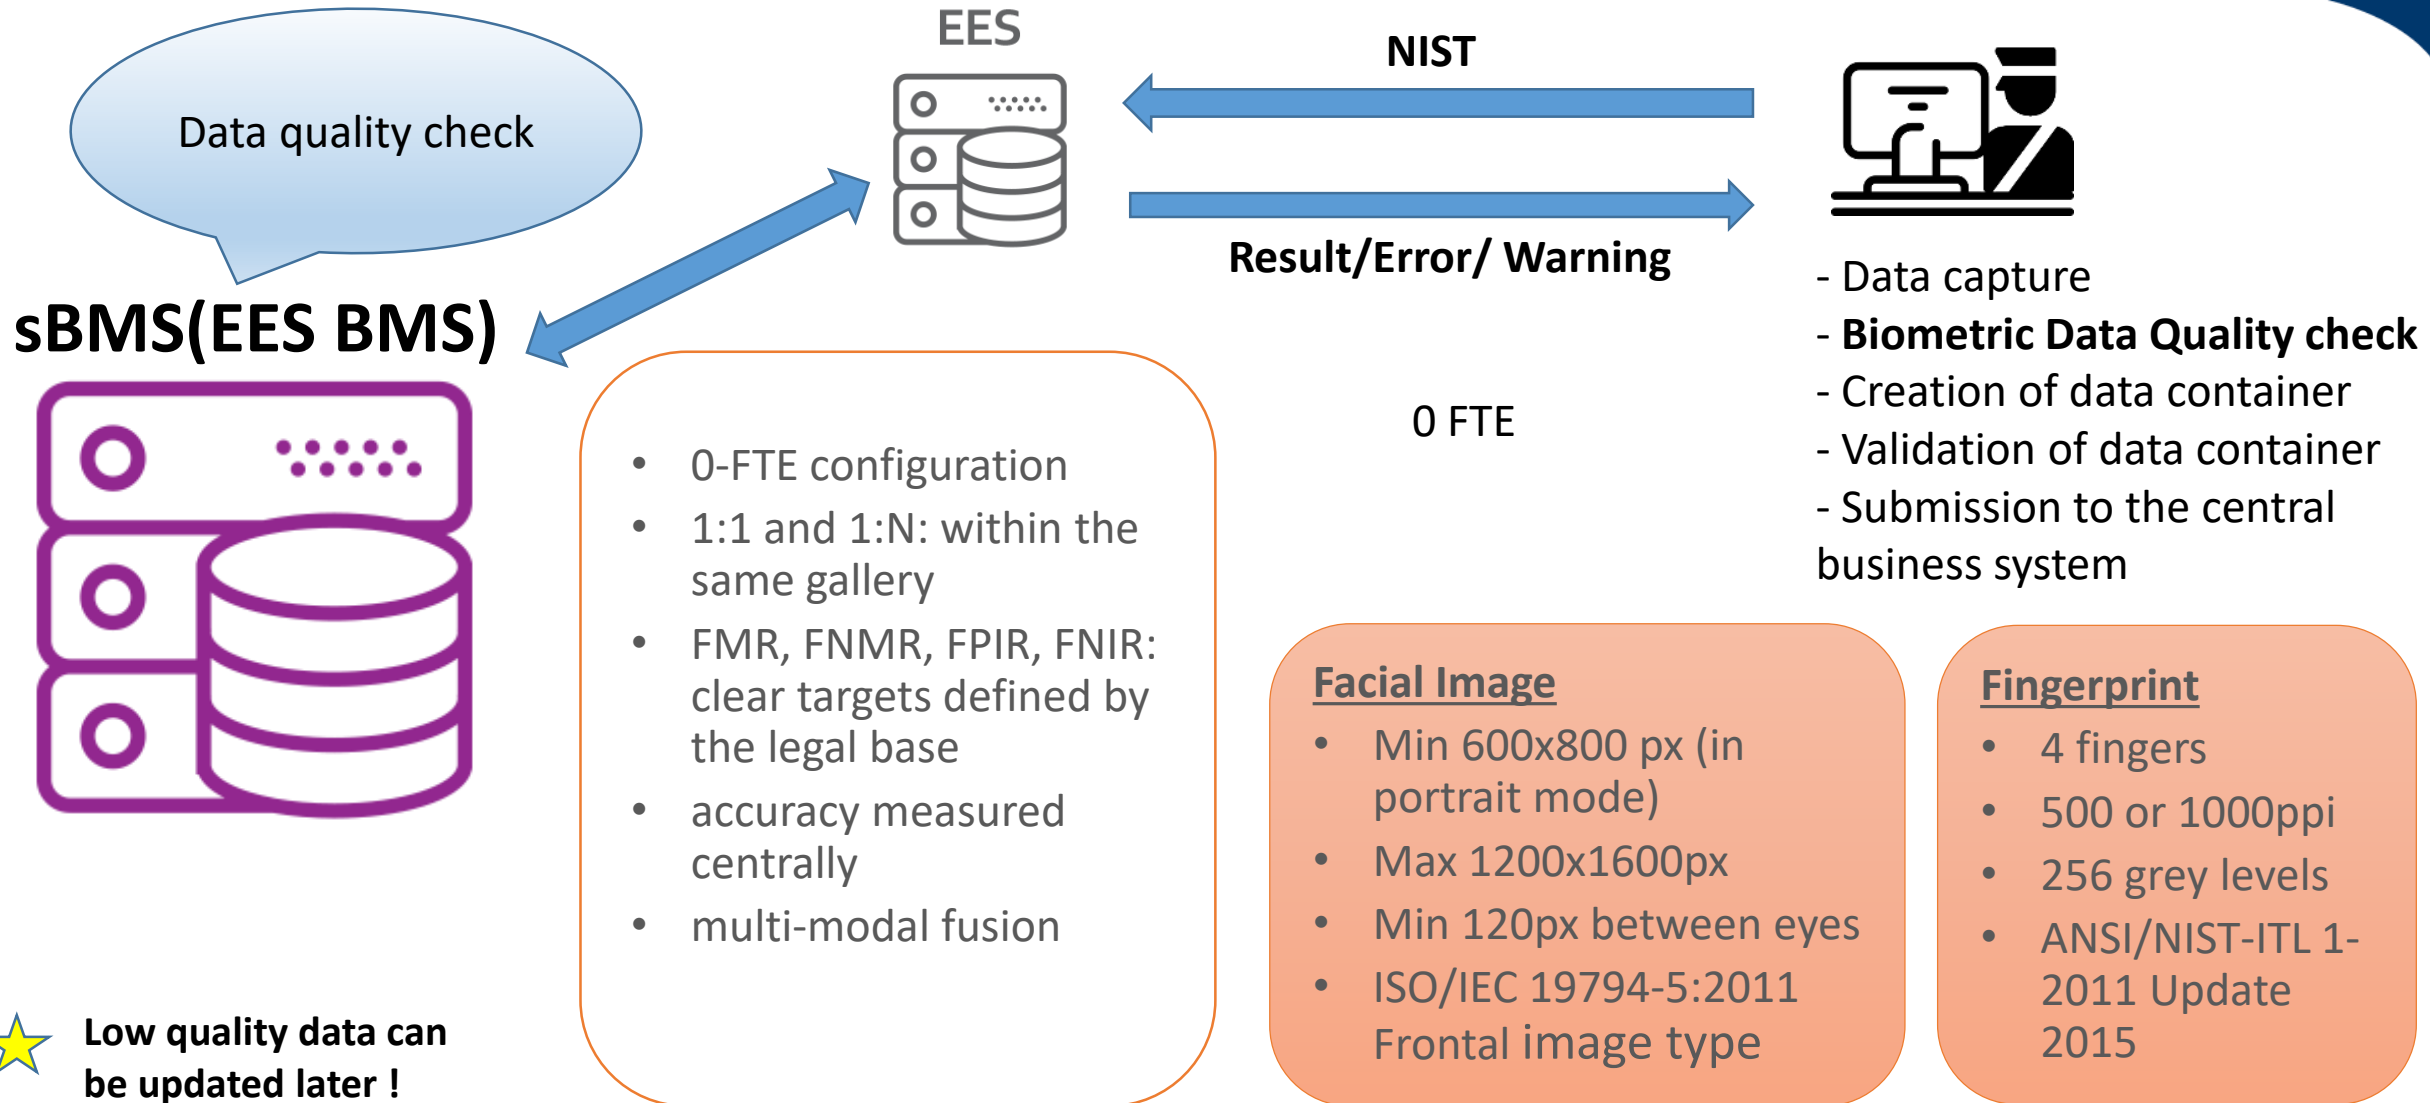 EES
NIST
Data quality check
Result/Error/ Warning
sBMS(EES BMS)
- Data capture
- Biometric Data Quality check
- Creation of data container
- Validation of data container
- Submission to the central
business system
0 FTE
• 0-FTE configuration
• 1:1 and 1:N: within the
same gallery
• FMR, FNMR, FPIR, FNIR:
clear targets defined by
the legal base
• accuracy measured
centrally
• multi-modal fusion
Facial Image
• Min 600x800 px (in
portrait mode)
• Max 1200x1600px
• Min 120px between eyes
• ISO/IEC 19794-5:2011
Frontal image type
Fingerprint
• 4 fingers
• 500 or 1000ppi
• 256 grey levels
• ANSI/NIST-ITL 1-
2011 Update
2015
Low quality data can
be updated later !